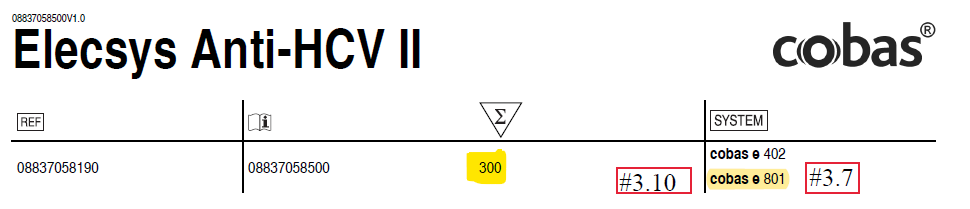 08837058500V1.0
Elecsys Anti-HCV II
cobas®
REF i Σ SYSTEM
08837058190 08837058500 300 #3.10 cobas e 402
cobas e 801 #3.7